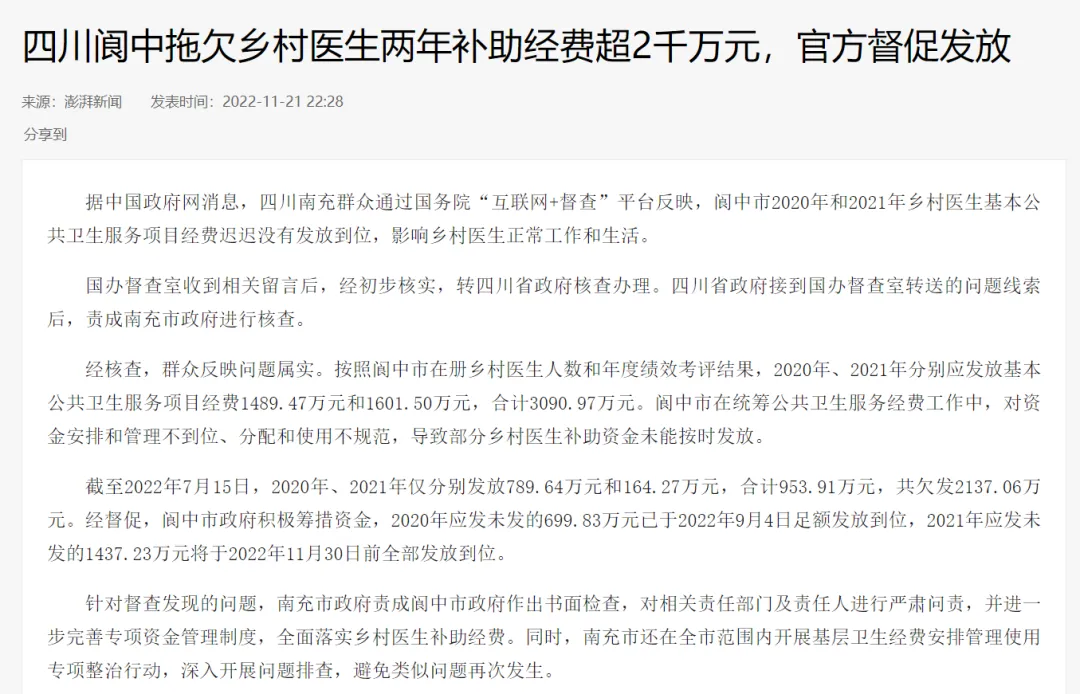 四川阆中拖欠乡村医生两年补助经费超2千万元，官方督促发放
来源：澎湃新闻 发表时间：2022-11-21 22:28
分享到
据中国政府网消息，四川南充群众通过国务院“互联网+督查”平台反映，阆中市2020年和2021年乡村医生基本公
共卫生服务项目经费迟迟没有发放到位，影响乡村医生正常工作和生活。
国办督查室收到相关留言后，经初步核实，转四川省政府核查办理。四川省政府接到国办督查室转送的问题线索
后，责成南充市政府进行核查。
经核查，群众反映问题属实。按照阆中市在册乡村医生人数和年度绩效考评结果，2020年、2021年分别应发放基本
公共卫生服务项目经费1489.47万元和1601.50万元，合计3090.97万元。阆中市在统筹公共卫生服务经费工作中，对资
金安排和管理不到位、分配和使用不规范，导致部分乡村医生补助资金未能按时发放。
截至2022年7月15日，2020年、2021年仅分别发放789.64万元和164.27万元，合计953.91万元，共欠发2137.06万
元。经督促，阆中市政府积极筹措资金，2020年应发未发的699.83万元已于2022年9月4日足额发放到位，2021年应发未
发的1437.23万元将于2022年11月30日前全部发放到位。
针对督查发现的问题，南充市政府责成阆中市政府作出书面检查，对相关责任部门及责任人进行严肃问责，并进一
步完善专项资金管理制度，全面落实乡村医生补助经费。同时，南充市还在全市范围内开展基层卫生经费安排管理使用
专项整治行动，深入开展问题排查，避免类似问题再次发生。